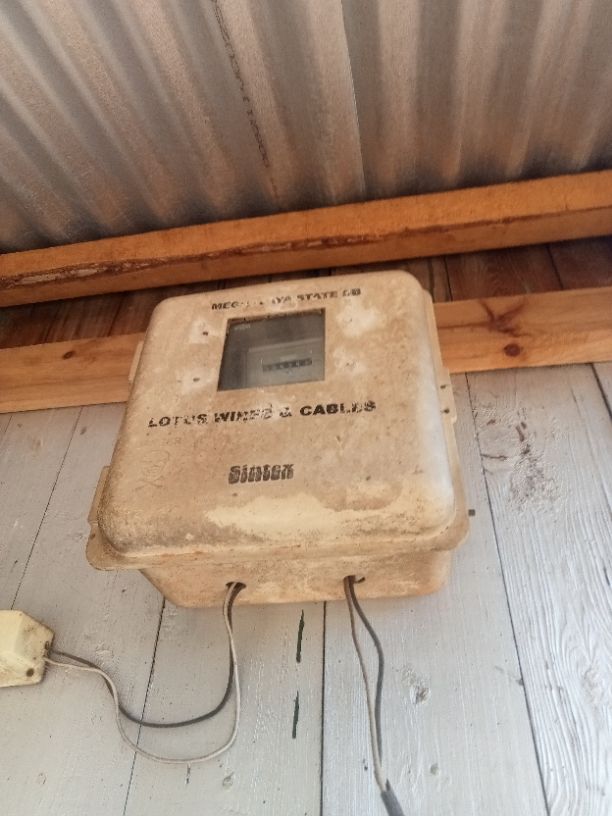 STATE
LOTUS WIRES & CABLES
Sintex